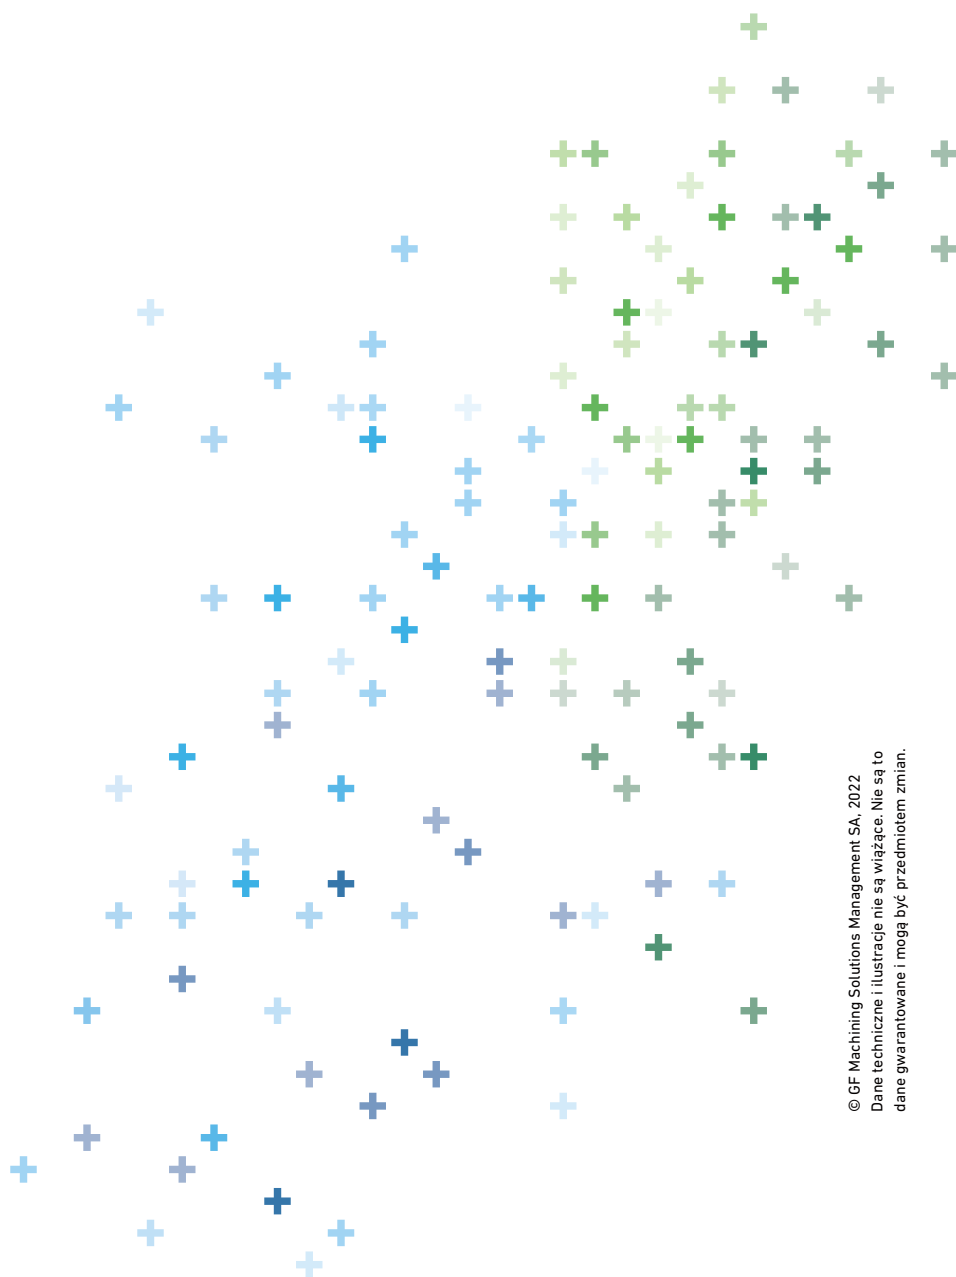 © GF Machining Solutions Management SA, 2022
Dane techniczne i ilustracje nie są wiążące. Nie są to
dane gwarantowane i mogą być przedmiotem zmian.